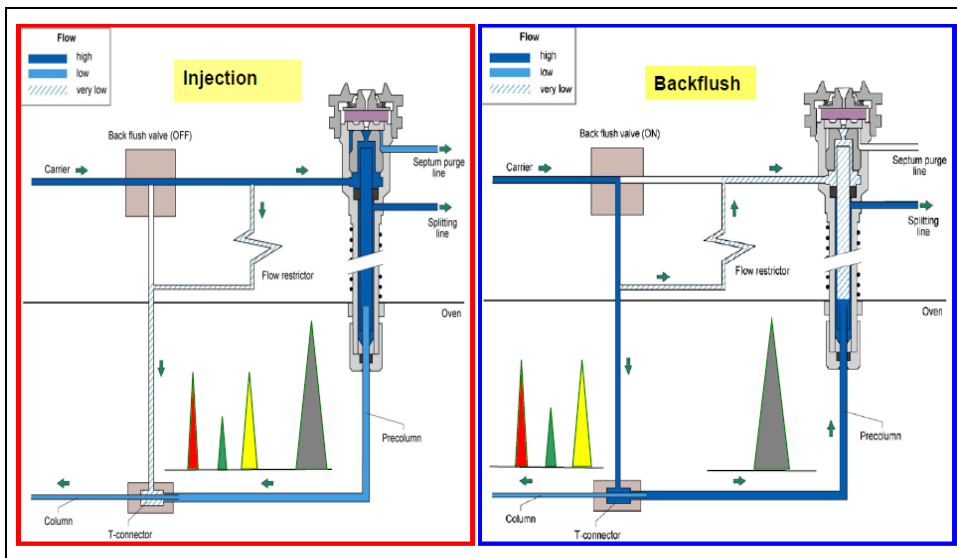 Flow
high
low
very low
Injection
Back flush valve (OFF)
Carrier
Septum purge
line
Splitting
line
Flow restrictor
Oven
Precolumn
Column
T-connector
Flow
high
low
very low
Backflush
Back flush valve (ON)
Carrier
Septum purge
line
Splitting
line
Flow restrictor
Oven
Precolumn
Column
T-connector